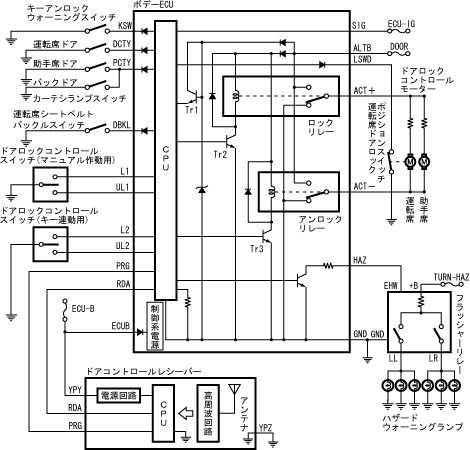 ボデーECU
キーアンロック
ウォーニングスイッチ
KSW
SIG
ECU-IG
運転席ドア
DCTY
ALTB
DOOR
助手席ドア
PCTY
LSWD
バックドア
カーテシランプスイッチ
Tr1
ロック
リレー
ACT+
ドアロック
コントロール
モーター
運転席シートベルト
バックルスイッチ
DBKL
CPU
Tr2
運転席ドア
ポジションスイッチ
ドアロックコントロール
スイッチ(マニュアル作動用)
L1
UL1
ACT−
アンロック
リレー
運転席
助手席
ドアロックコントロール
スイッチ(キー連動用)
L2
UL2
Tr3
PRG
HAZ
RDA
EHW
+B
TURN-HAZ
フラッシャーリレー
ECU-B
ECUB
制御系電源
GND
GND
LL
LR
ハザード
ウォーニングランプ
ドアコントロールレシーバー
YPY
電源回路
RDA
CPU
高周波回路
アンテナ
PRG
YPZ